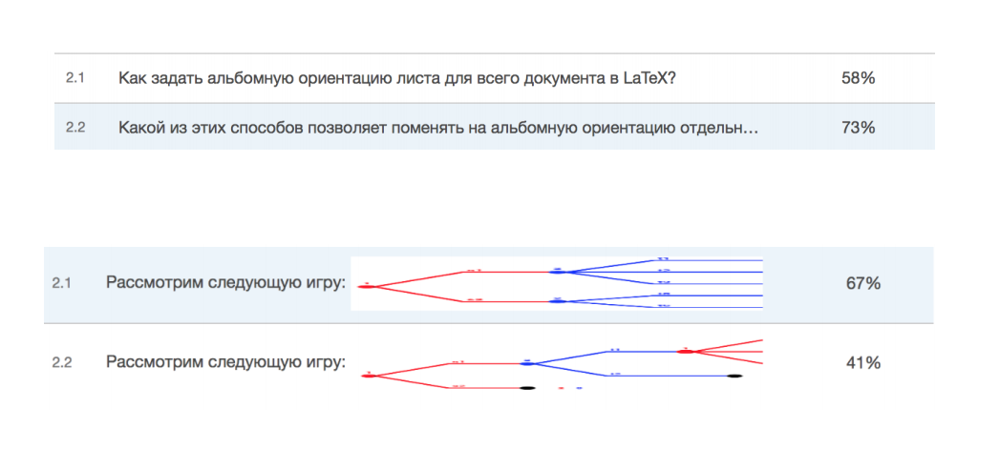 2.1 Как задать альбомную ориентацию листа для всего документа в LaTeX? 58%
2.2 Какой из этих способов позволяет поменять на альбомную ориентацию отдельн... 73%
2.1 Рассмотрим следующую игру: 67%
2.2 Рассмотрим следующую игру: 41%